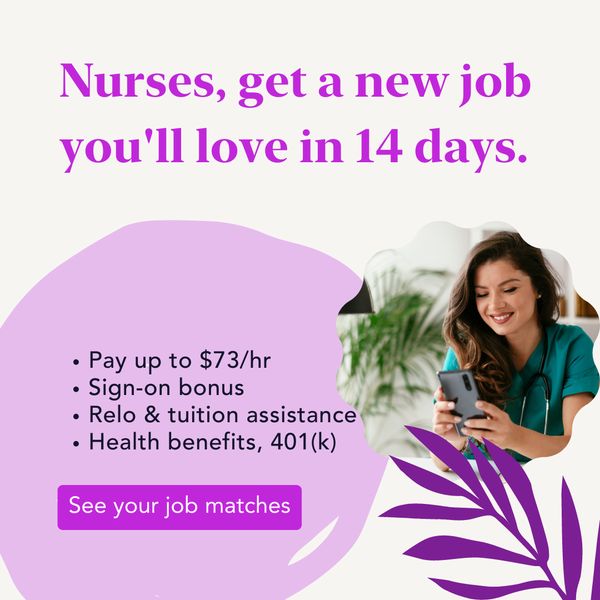 Nurses, get a new job
you'll love in 14 days.
• Pay up to $73/hr
• Sign-on bonus
• Relo & tuition assistance
• Health benefits, 401(k)
See your job matches